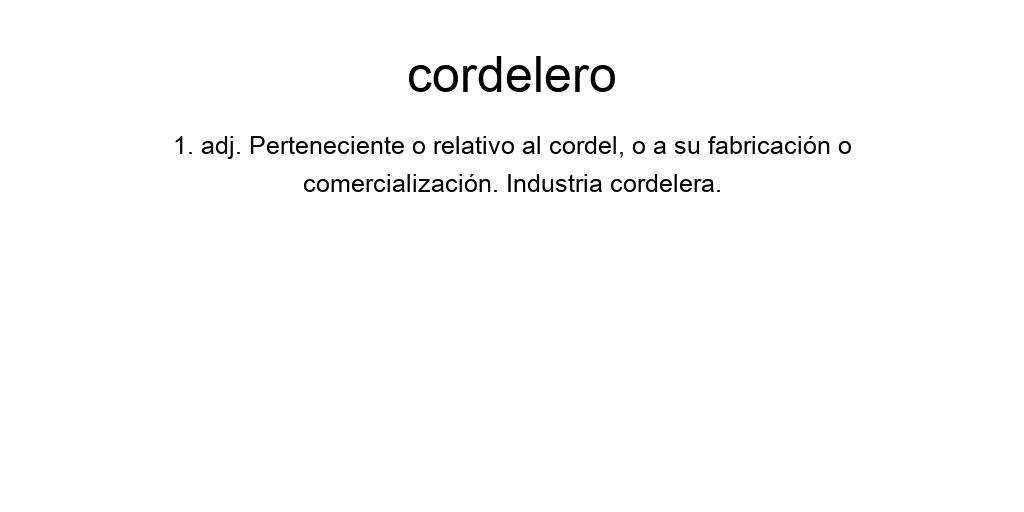 cordelero
1. adj. Perteneciente o relativo al cordel, o a su fabricación o
comercialización. Industria cordelera.